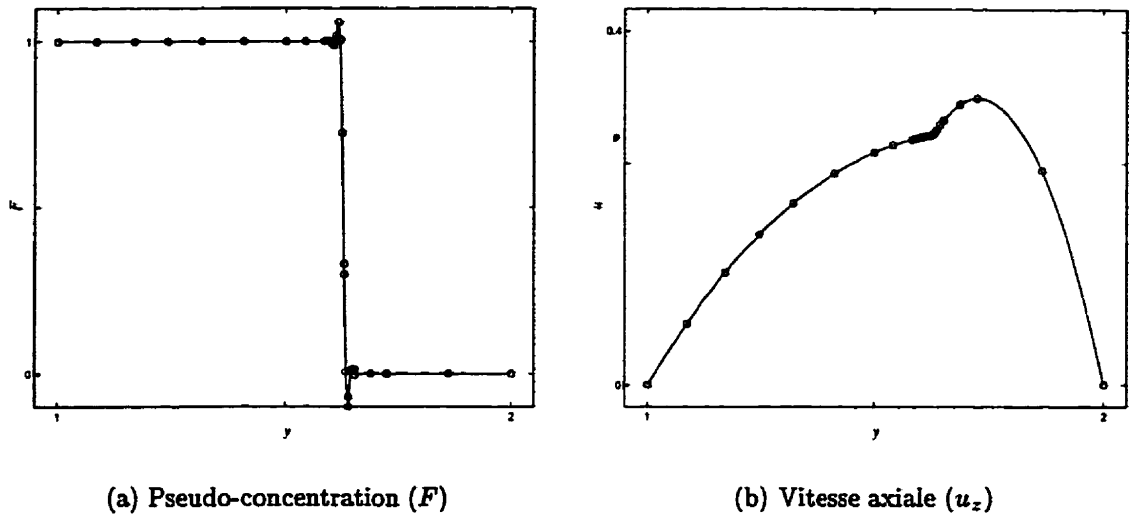 1
F
0
1
y
2
(a) Pseudo-concentration (F)
0.4
u
0
1
y
2
(b) Vitesse axiale (u_z)